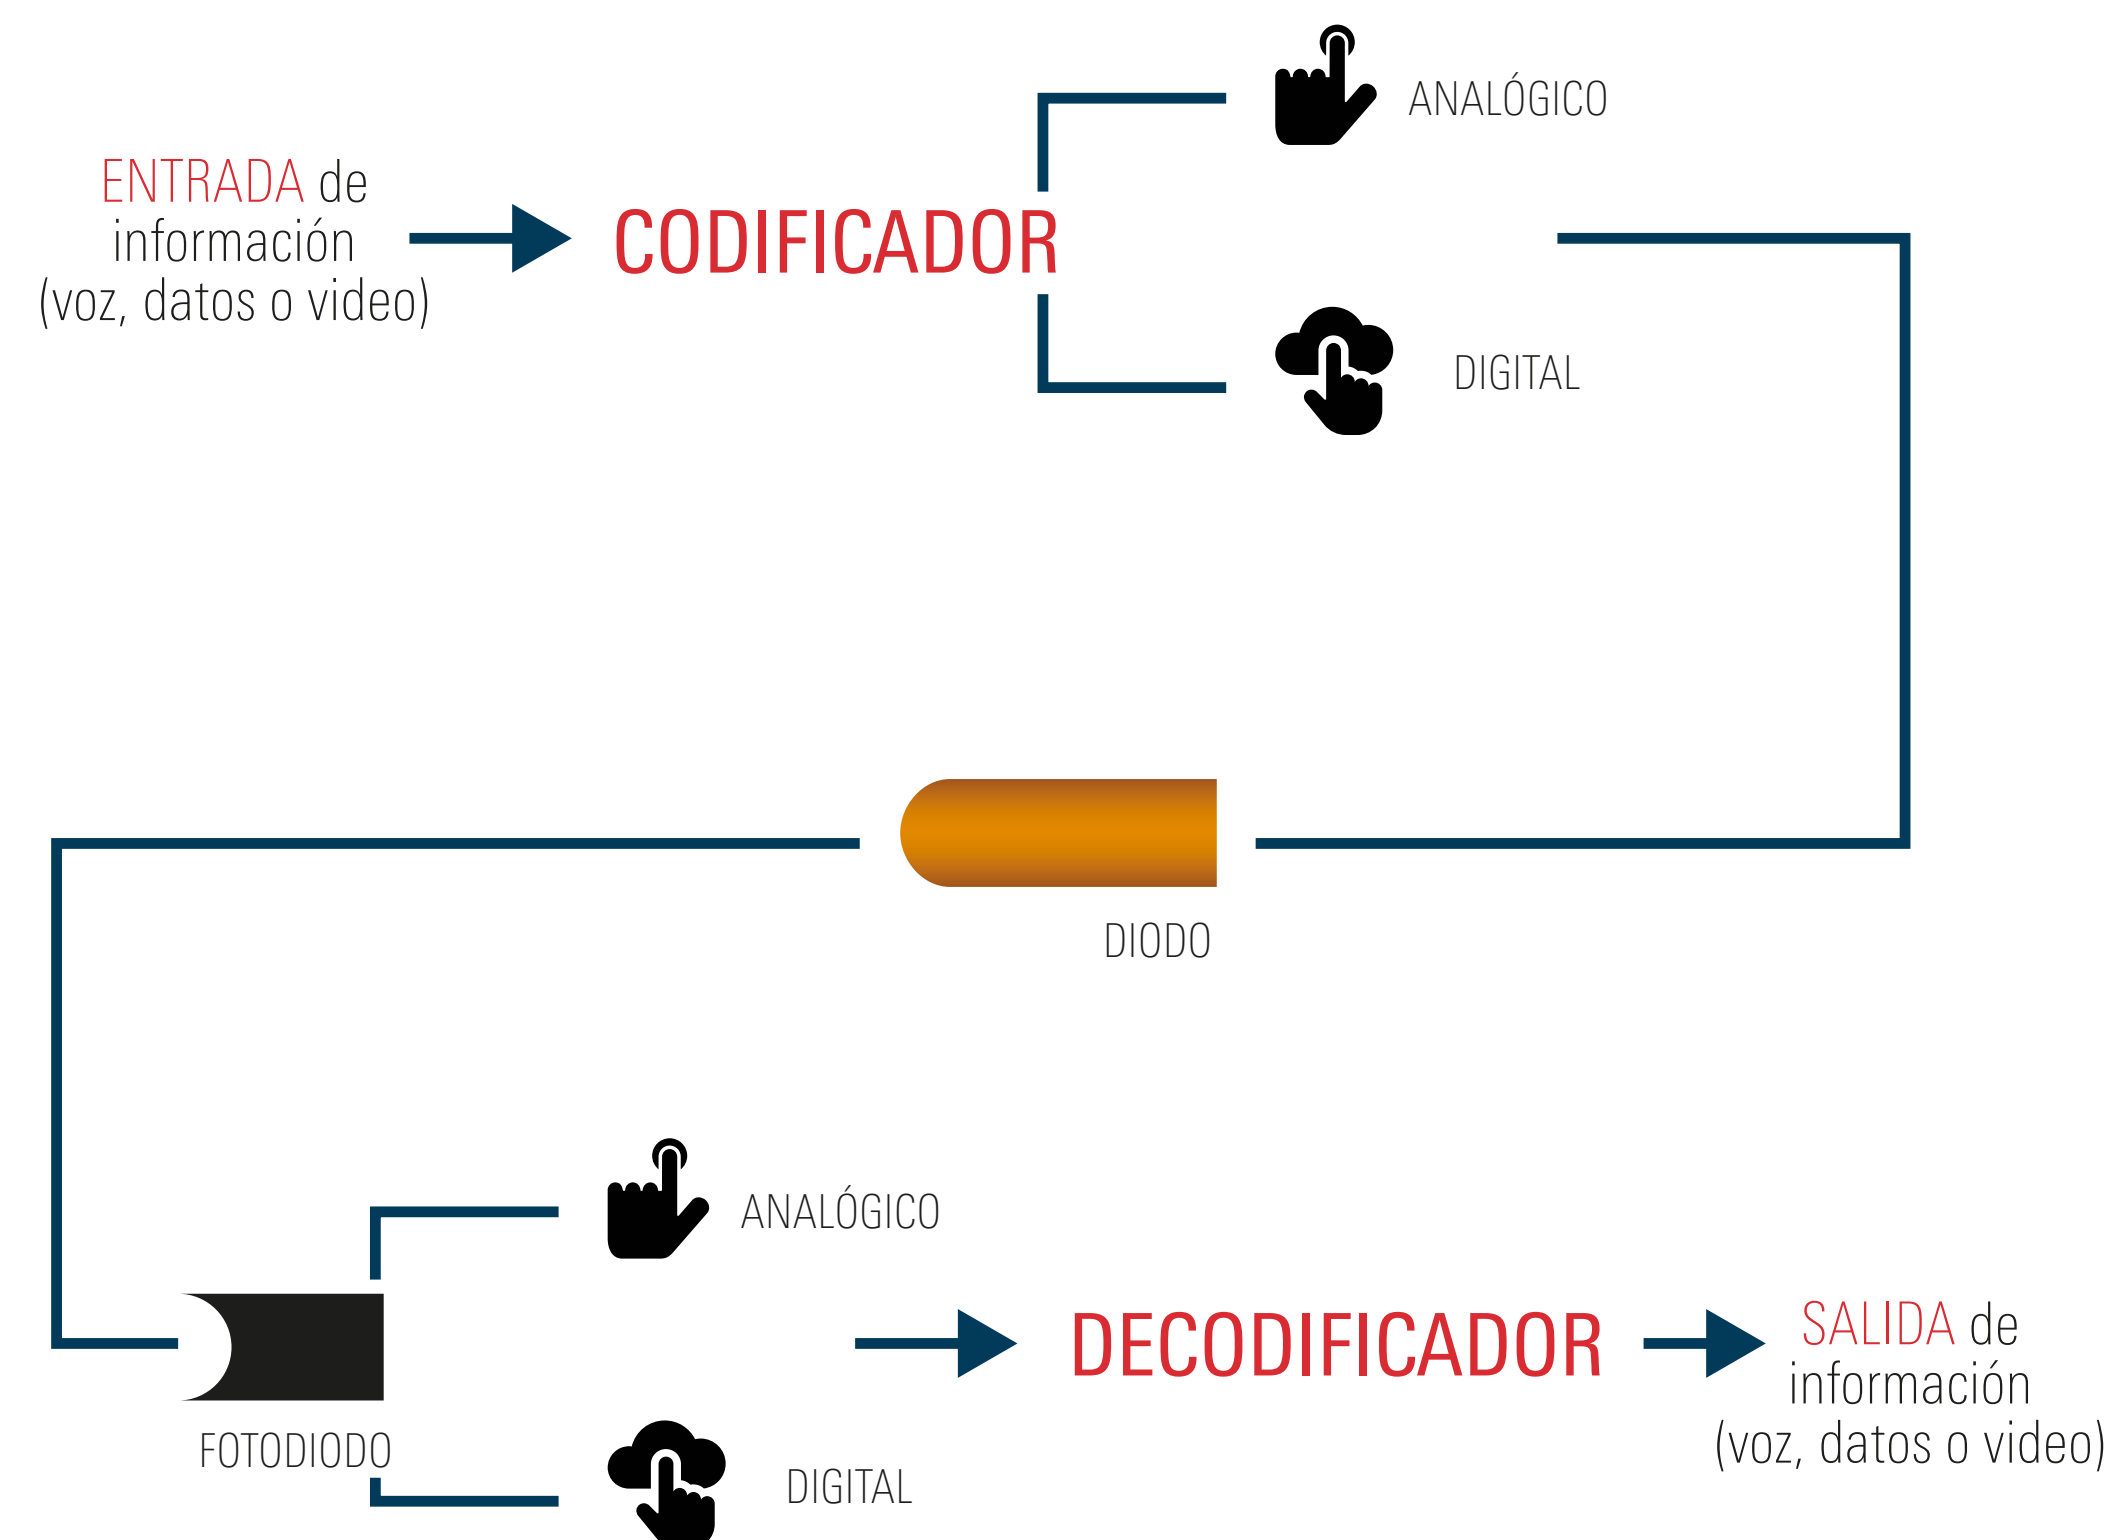 ANALÓGICO
ENTRADA de
información
(voz, datos o video)
CODIFICADOR
DIGITAL
DIODO
ANALÓGICO
FOTODIODO
DIGITAL
DECODIFICADOR
SALIDA de
información
(voz, datos o video)